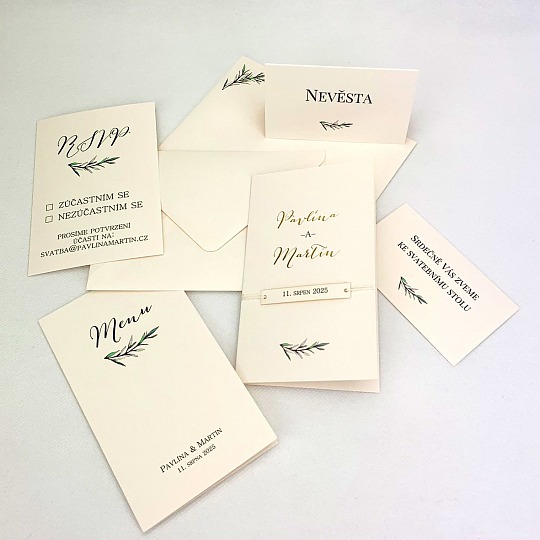 NEVĚSTA
RSVP
ZÚČASTNÍM SE
NEZÚČASTNÍM SE
PROSÍME POTVRZENÍ
ÚČASTI NA:
SVATBA@PAVLINAMARTIN.CZ
Pavlína
-A-
Martin
11. SRPEN 2025
SRDEČNĚ VÁS ZVEME
KE SVATEBNÍMU STOLU
Menu
PAVLÍNA & MARTIN
11. SRPNA 2025